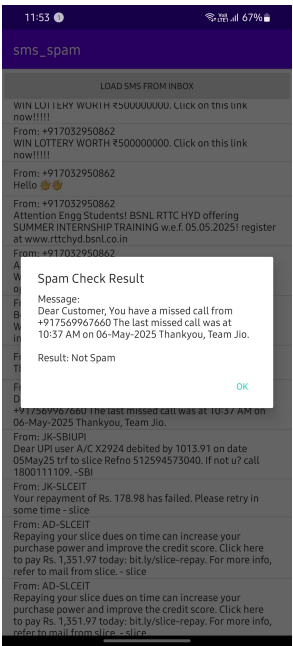 11:53
67%
sms_spam
LOAD SMS FROM INBOX
WIN LOTTERY WORTH ₹500000000. Click on this link
now!!!!!
From: +917032950862
WIN LOTTERY WORTH ₹500000000. Click on this link
now!!!!!
From: +917032950862
Hello 👋👋
From: +917032950862
Attention Engg Students! BSNL RTTC HYD offering
SUMMER INTERNSHIP TRAINING w.e.f. 05.05.2025! register
at www.rttchyd.bsnl.co.in
From: +917032950862
Spam Check Result
Message:
Dear Customer, You have a missed call from
+917569967660 The last missed call was at
10:37 AM on 06-May-2025 Thankyou, Team Jio.
Result: Not Spam
OK
+917569967660 The last missed call was at 10:37 AM on
06-May-2025 Thankyou, Team Jio.
From: JK-SBIUPI
Dear UPI user A/C X2924 debited by 1013.91 on date
05May25 trf to slice Refno 512594573040. If not u? call
1800111109. -SBI
From: JK-SLCEIT
Your repayment of Rs. 178.98 has failed. Please retry in
some time - slice
From: AD-SLCEIT
Repaying your slice dues on time can increase your
purchase power and improve the credit score. Click here
to pay Rs. 1,351.97 today: bit.ly/slice-repay. For more info,
refer to mail from slice. - slice
From: AD-SLCEIT
Repaying your slice dues on time can increase your
purchase power and improve the credit score. Click here
to pay Rs. 1,351.97 today: bit.ly/slice-repay. For more info,
refer to mail from slice. - slice